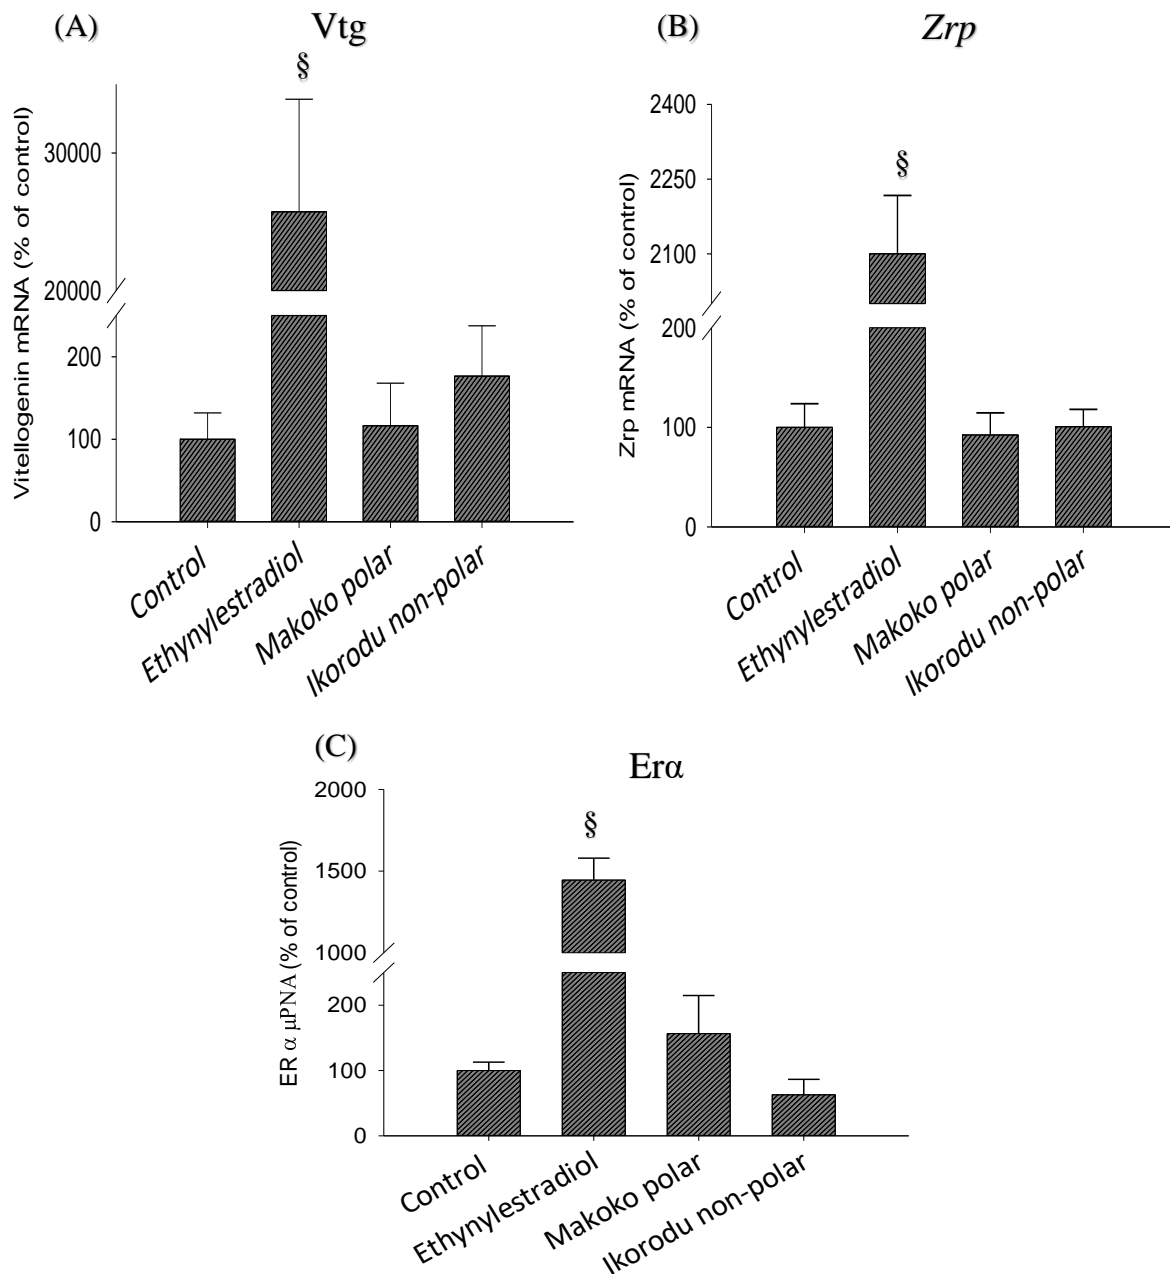 (A)
Vtg
§
Vitellogenin mRNA (% of control)
30000
20000
200
100
0
Control
Ethynylestradiol
Makoko polar
Ikorodu non-polar
(B)
Zrp
§
Zrp mRNA (% of control)
2400
2250
2100
200
100
0
Control
Ethynylestradiol
Makoko polar
Ikorodu non-polar
(C)
Erα
§
ER α μΡΝΑ (% of control)
2000
1500
1000
200
100
0
Control
Ethynylestradiol
Makoko polar
Ikorodu non-polar